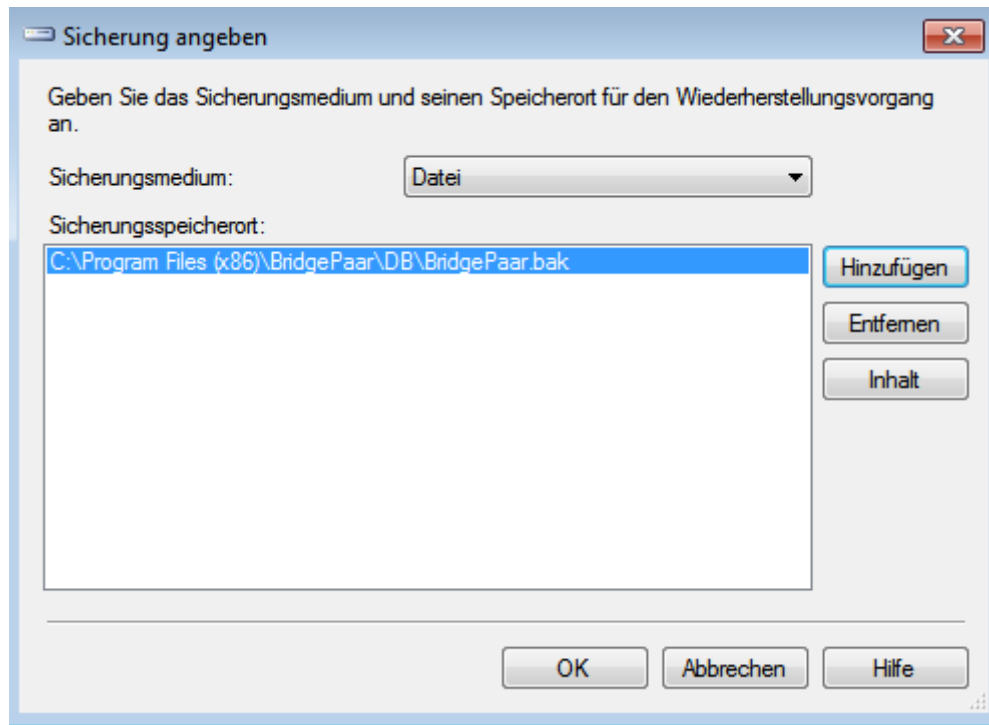 Sicherung angeben
Geben Sie das Sicherungsmedium und seinen Speicherort für den Wiederherstellungsvorgang
an.
Sicherungsmedium: Datei
Sicherungsspeicherort:
C:\Program Files (x86)\BridgePaar\DB\BridgePaar.bak
Hinzufügen
Entfernen
Inhalt
OK Abbrechen Hilfe